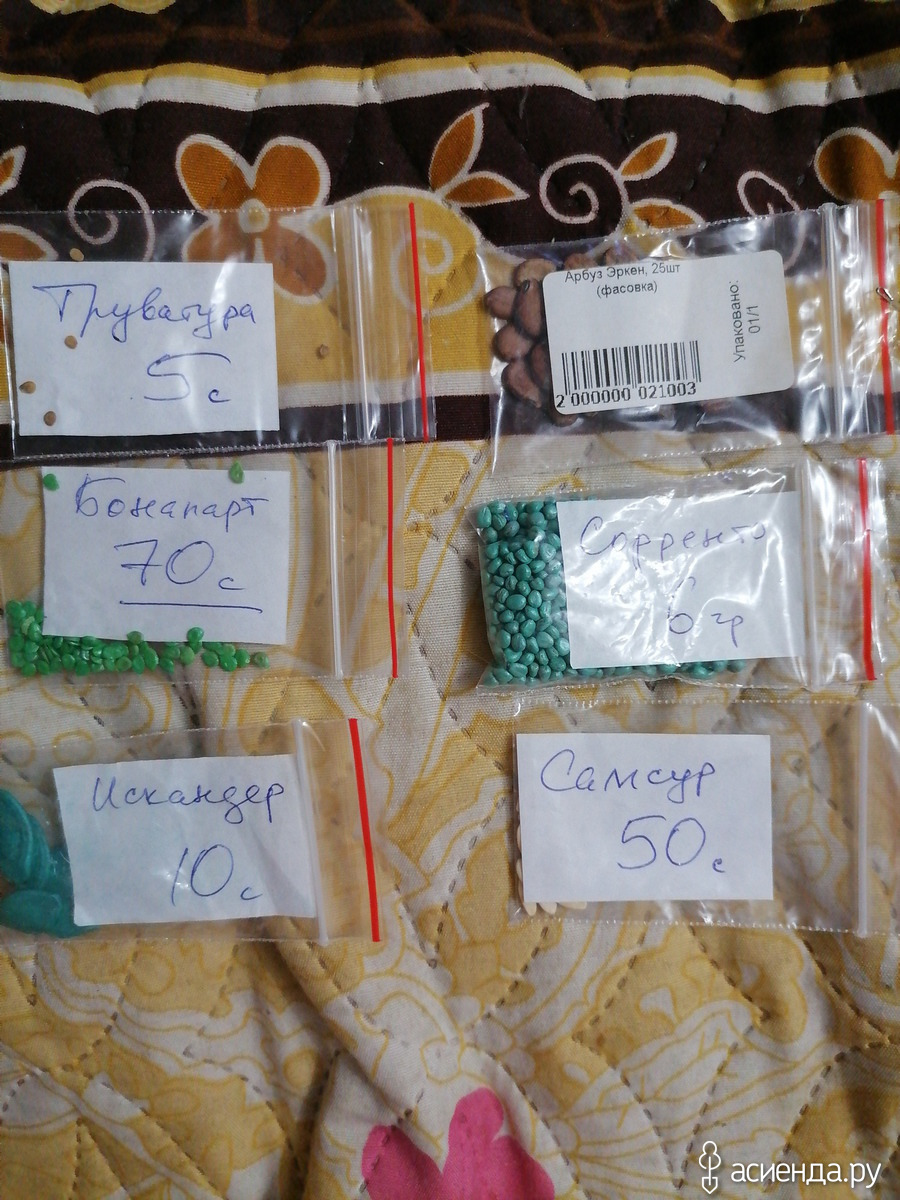 Пруватура
5с
Арбуз Эркен, 25шт
(фасовка)
Упаковано:
01/1
2 000000 021003
Бонапарт
70с
Сорренто
6 гр
Искандер
10с
Самсур
50с
асиенда.ру